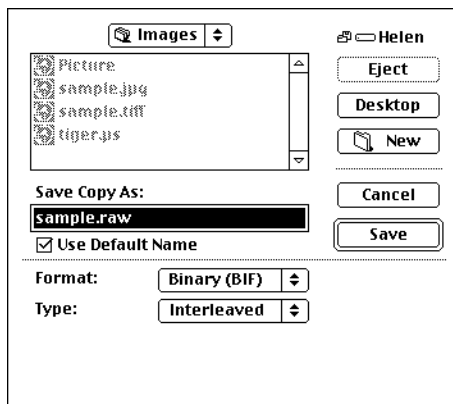 Images
Helen
Picture
sample.jpg
sample.tiff
tiger.ps
Eject
Desktop
New
Save Copy As:
sample.raw
Use Default Name
Cancel
Save
Format: Binary (BIF)
Type: Interleaved